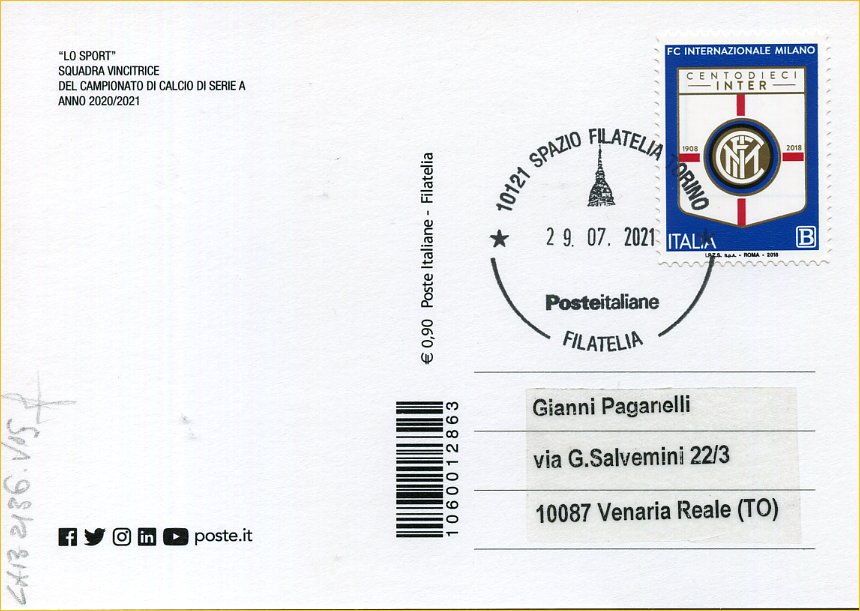 "LO SPORT"
SQUADRA VINCITRICE
DEL CAMPIONATO DI CALCIO DI SERIE A
ANNO 2020/2021
FC INTERNAZIONALE MILANO
CENTODIECI
INTER
1908
2018
ITALIA B
I.P.Z.S. S.p.A. - ROMA - 2018
10121 SPAZIO FILATELIA TORINO
29. 07. 2021
Posteitaliane
FILATELIA
€ 0,90 Poste Italiane - Filatelia
1060012863
Gianni Paganelli
via G.Salvemini 22/3
10087 Venaria Reale (TO)
poste.it